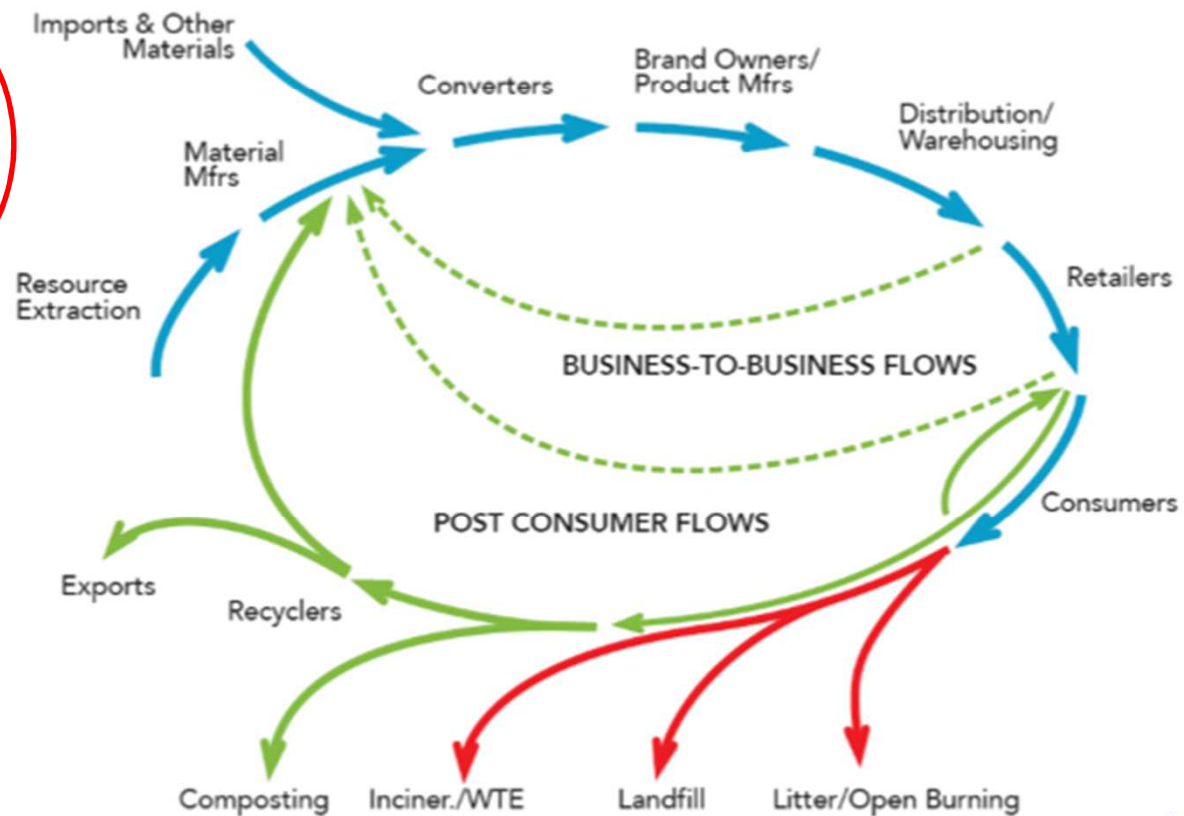 Imports & Other
Materials
Converters
Brand Owners/
Product Mfrs
Distribution/
Warehousing
Material
Mfrs
Resource
Extraction
Retailers
BUSINESS-TO-BUSINESS FLOWS
Consumers
POST CONSUMER FLOWS
Exports
Recyclers
Composting
Inciner./WTE
Landfill
Litter/Open Burning